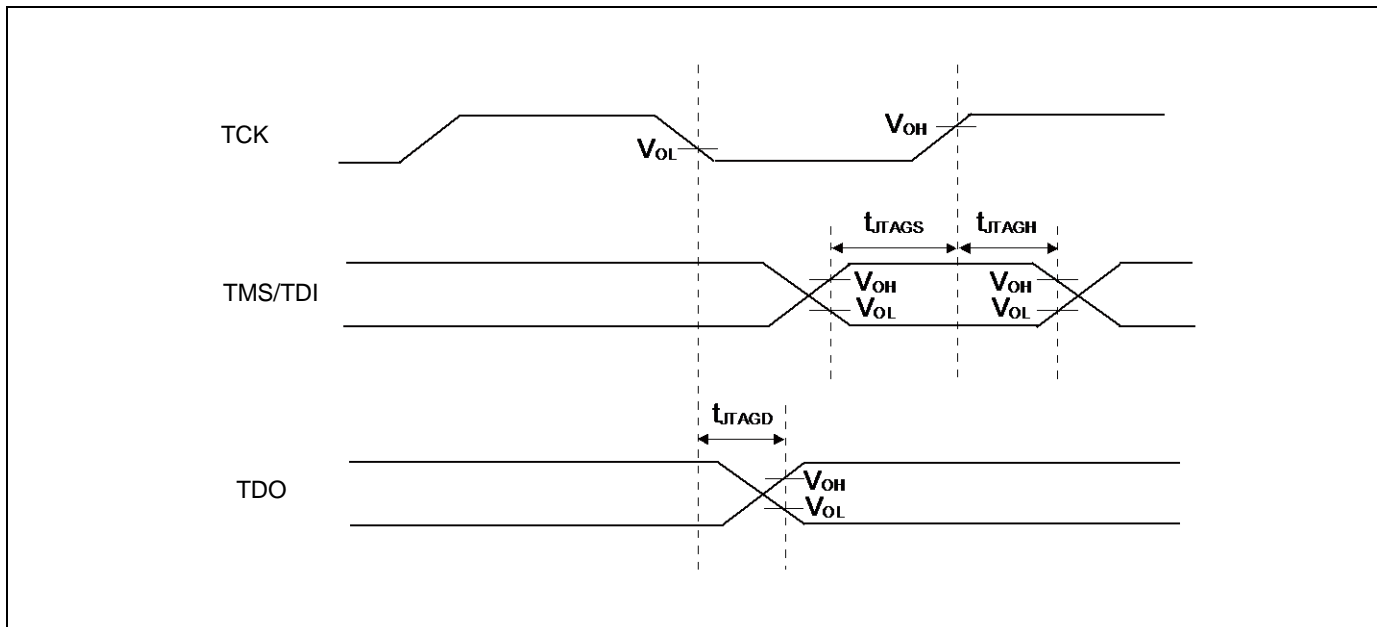 TCK
VOL
VOH
tJTAGS tJTAGH
TMS/TDI
VOH VOH
VOL VOL
tJTAGD
TDO
VOH
VOL